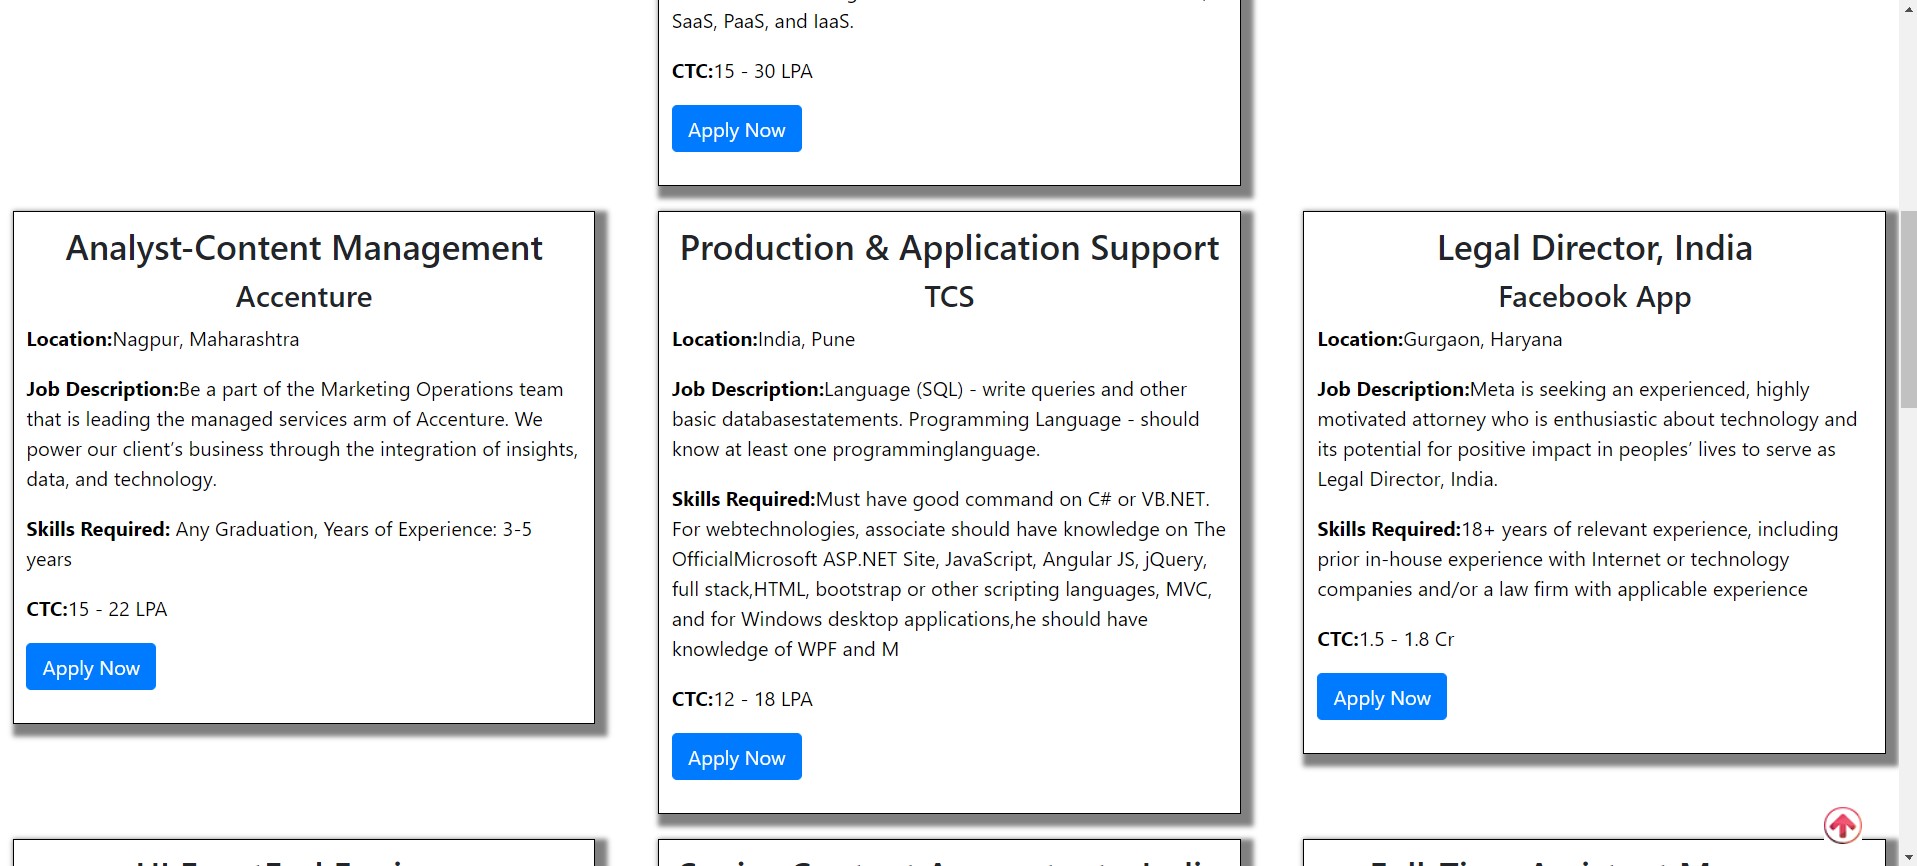 SaaS, PaaS, and IaaS.
CTC:15 - 30 LPA
Apply Now
Analyst-Content Management
Accenture
Location:Nagpur, Maharashtra
Job Description:Be a part of the Marketing Operations team
that is leading the managed services arm of Accenture. We
power our client’s business through the integration of insights,
data, and technology.
Skills Required: Any Graduation, Years of Experience: 3-5
years
CTC:15 - 22 LPA
Apply Now
Production & Application Support
TCS
Location:India, Pune
Job Description:Language (SQL) - write queries and other
basic databasestatements. Programming Language - should
know at least one programminglanguage.
Skills Required:Must have good command on C# or VB.NET.
For webtechnologies, associate should have knowledge on The
OfficialMicrosoft ASP.NET Site, JavaScript, Angular JS, jQuery,
full stack,HTML, bootstrap or other scripting languages, MVC,
and for Windows desktop applications,he should have
knowledge of WPF and M
CTC:12 - 18 LPA
Apply Now
Legal Director, India
Facebook App
Location:Gurgaon, Haryana
Job Description:Meta is seeking an experienced, highly
motivated attorney who is enthusiastic about technology and
its potential for positive impact in peoples’ lives to serve as
Legal Director, India.
Skills Required:18+ years of relevant experience, including
prior in-house experience with Internet or technology
companies and/or a law firm with applicable experience
CTC:1.5 - 1.8 Cr
Apply Now